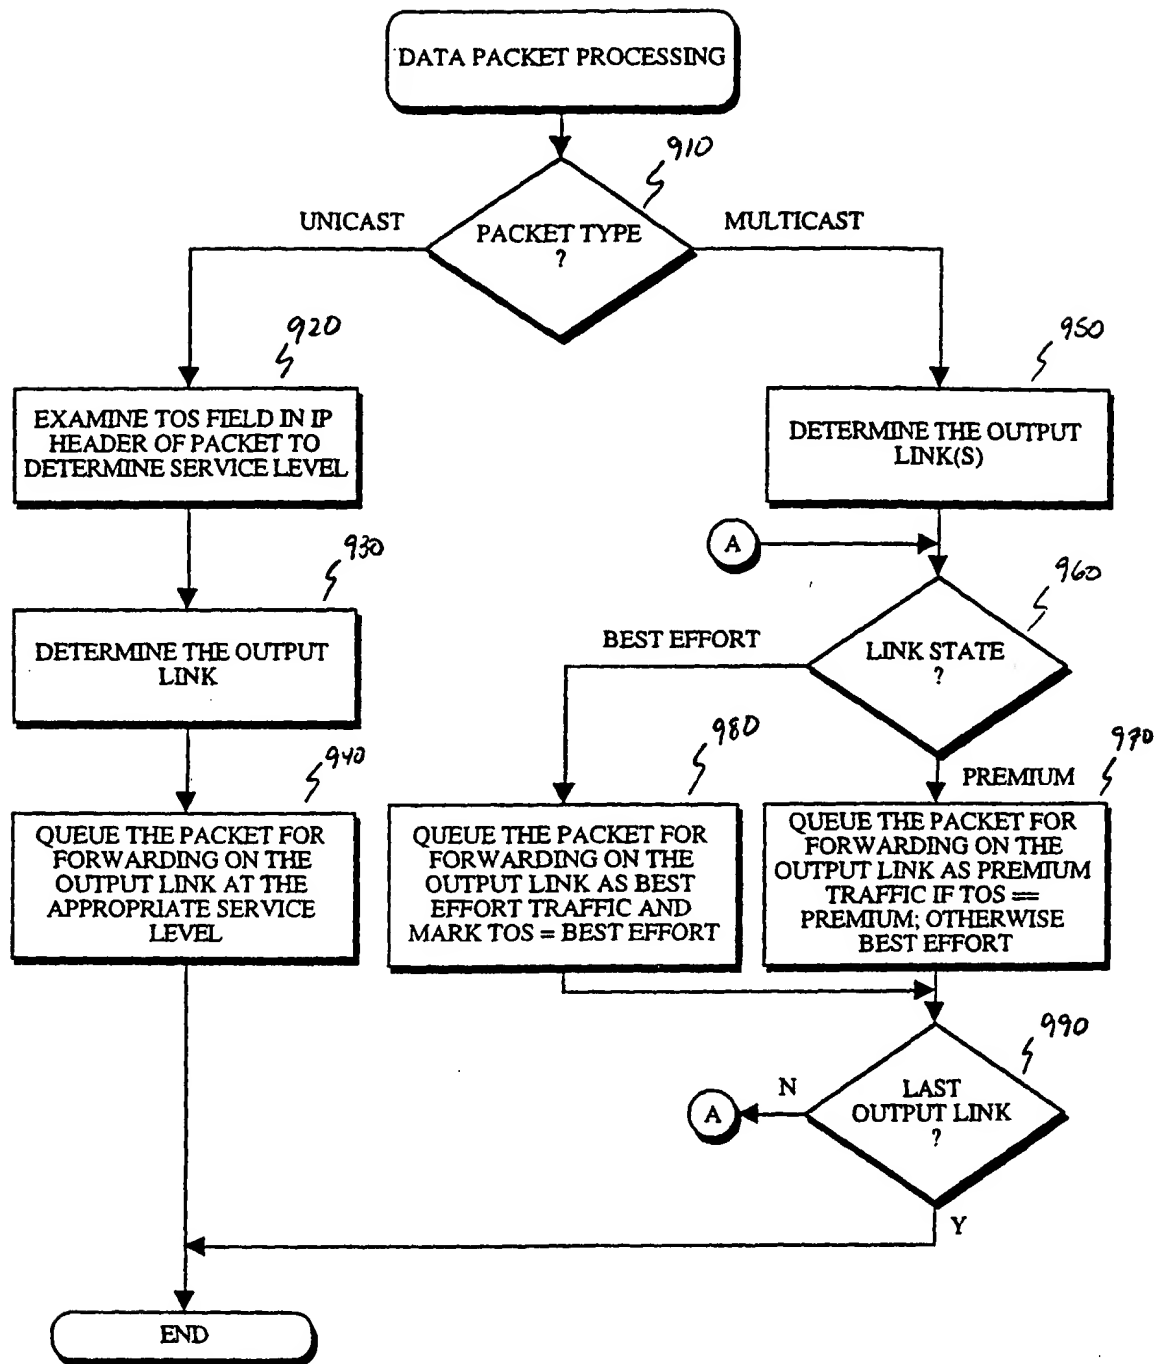 DATA PACKET PROCESSING
910
UNICAST
PACKET TYPE
?
MULTICAST
920
EXAMINE TOS FIELD IN IP
HEADER OF PACKET TO
DETERMINE SERVICE LEVEL
950
DETERMINE THE OUTPUT
LINK(S)
A
930
DETERMINE THE OUTPUT
LINK
960
BEST EFFORT
LINK STATE
?
PREMIUM
940
QUEUE THE PACKET FOR
FORWARDING ON THE
OUTPUT LINK AT THE
APPROPRIATE SERVICE
LEVEL
980
QUEUE THE PACKET FOR
FORWARDING ON THE
OUTPUT LINK AS BEST
EFFORT TRAFFIC AND
MARK TOS = BEST EFFORT
970
QUEUE THE PACKET FOR
FORWARDING ON THE
OUTPUT LINK AS PREMIUM
TRAFFIC IF TOS ==
PREMIUM; OTHERWISE
BEST EFFORT
990
LAST
OUTPUT LINK
?
N
A
Y
END